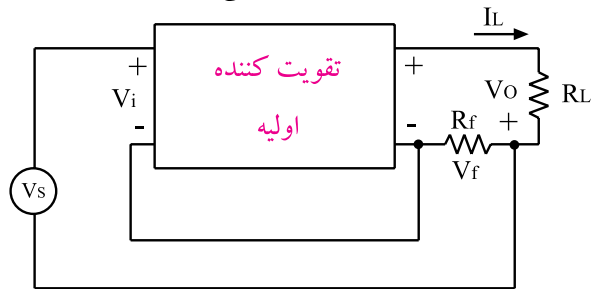 IL
+
تقویت کننده
+
Vi
VO
RL
اولیه
Rf
+
-
-
Vf
VS